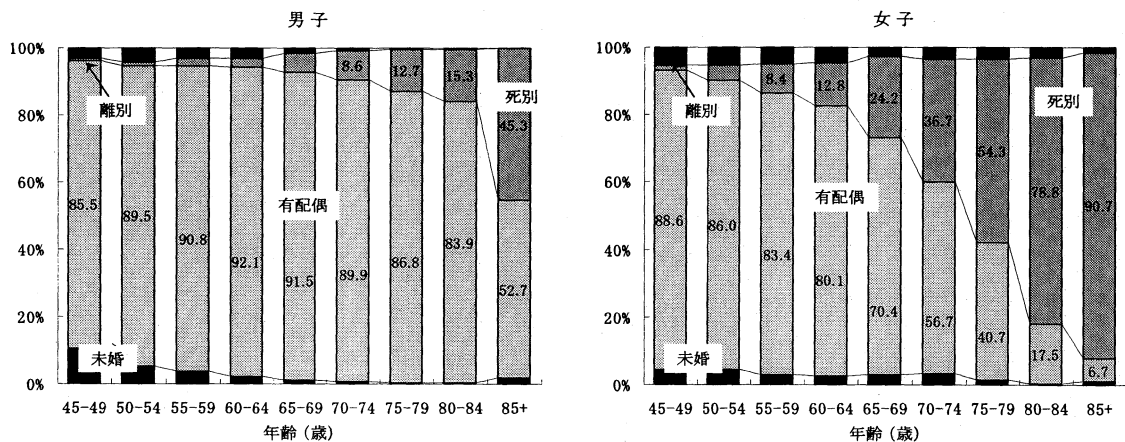 男子
100%
80%
60%
40%
20%
0%
離別
死別
有配偶
未婚
8.6
12.7
15.3
45.3
85.5
89.5
90.8
92.1
91.5
89.9
86.8
83.9
52.7
45-49 50-54 55-59 60-64 65-69 70-74 75-79 80-84 85+
年齢(歳)
女子
100%
80%
60%
40%
20%
0%
離別
死別
有配偶
未婚
8.4
12.8
24.2
36.7
54.3
78.8
90.7
88.6
86.0
83.4
80.1
70.4
56.7
40.7
17.5
6.7
45-49 50-54 55-59 60-64 65-69 70-74 75-79 80-84 85+
年齢(歳)